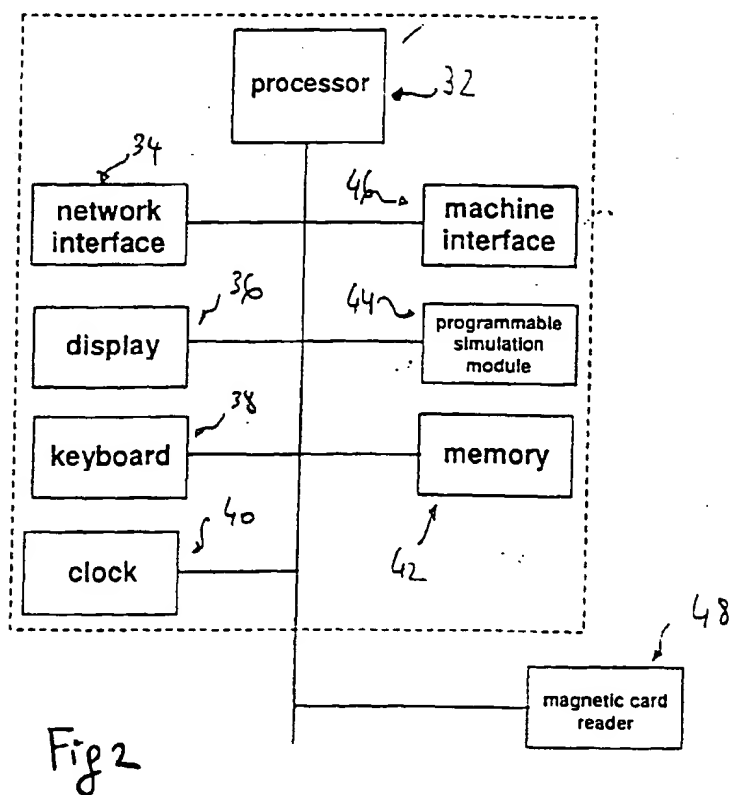 processor
32
34
network
interface
46
machine
interface
36
display
44
programmable
simulation
module
38
keyboard
memory
40
clock
42
48
magnetic card
reader
Fig 2